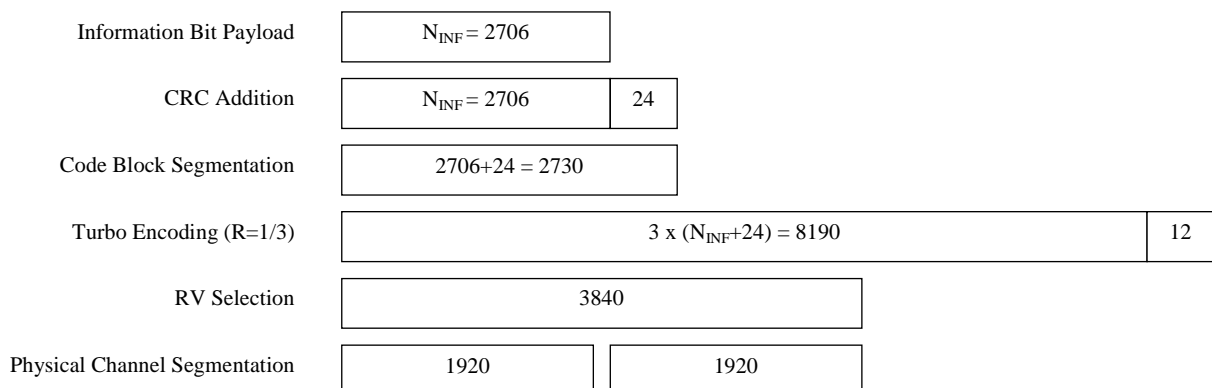 Information Bit Payload N_INF = 2706
CRC Addition N_INF = 2706 24
Code Block Segmentation 2706+24 = 2730
Turbo Encoding (R=1/3) 3 x (N_INF+24) = 8190 12
RV Selection 3840
Physical Channel Segmentation 1920 1920